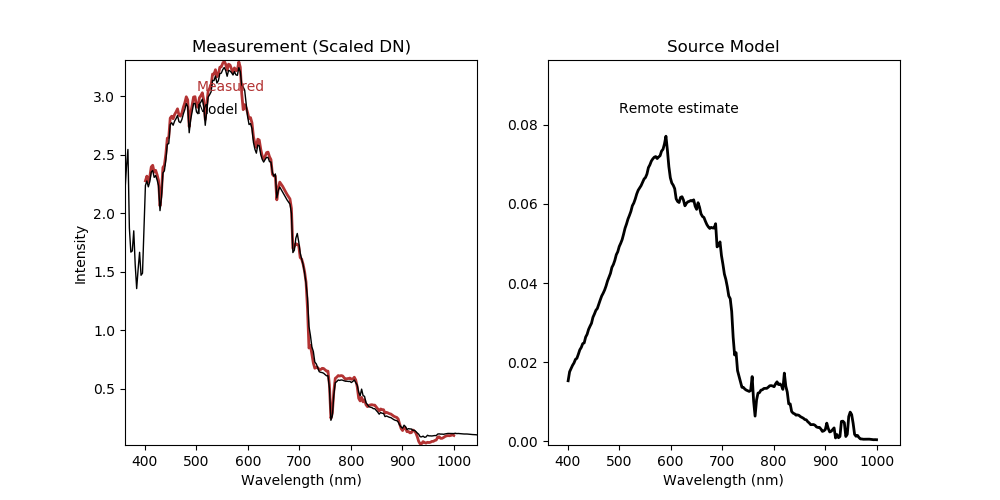 Measurement (Scaled DN)
Measured
Model
Intensity
3.0
2.5
2.0
1.5
1.0
0.5
400 500 600 700 800 900 1000
Wavelength (nm)
Source Model
Remote estimate
0.08
0.06
0.04
0.02
0.00
400 500 600 700 800 900 1000
Wavelength (nm)